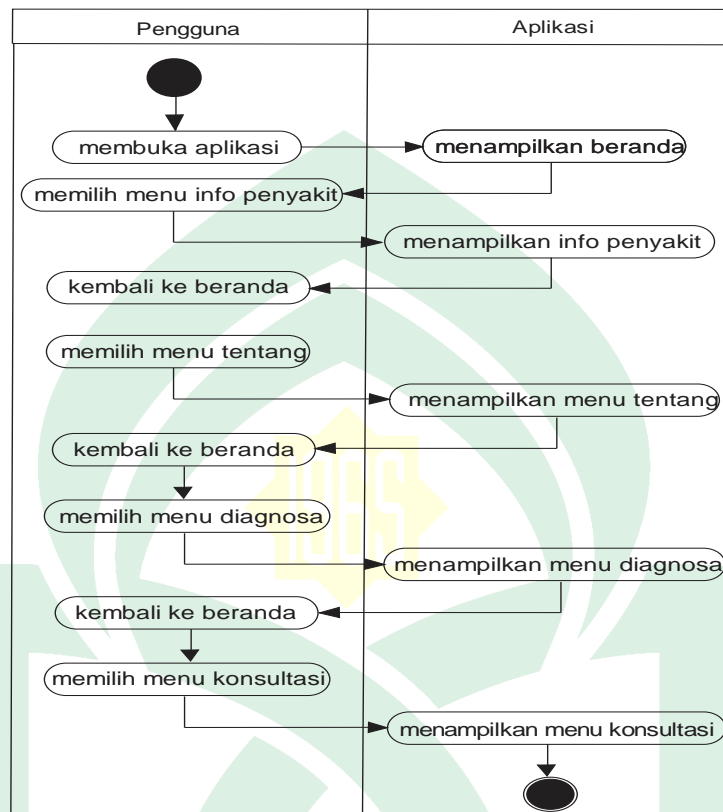 Pengguna
Aplikasi
membuka aplikasi
menampilkan beranda
memilih menu info penyakit
menampilkan info penyakit
kembali ke beranda
memilih menu tentang
menampilkan menu tentang
kembali ke beranda
memilih menu diagnosa
menampilkan menu diagnosa
kembali ke beranda
memilih menu konsultasi
menampilkan menu konsultasi